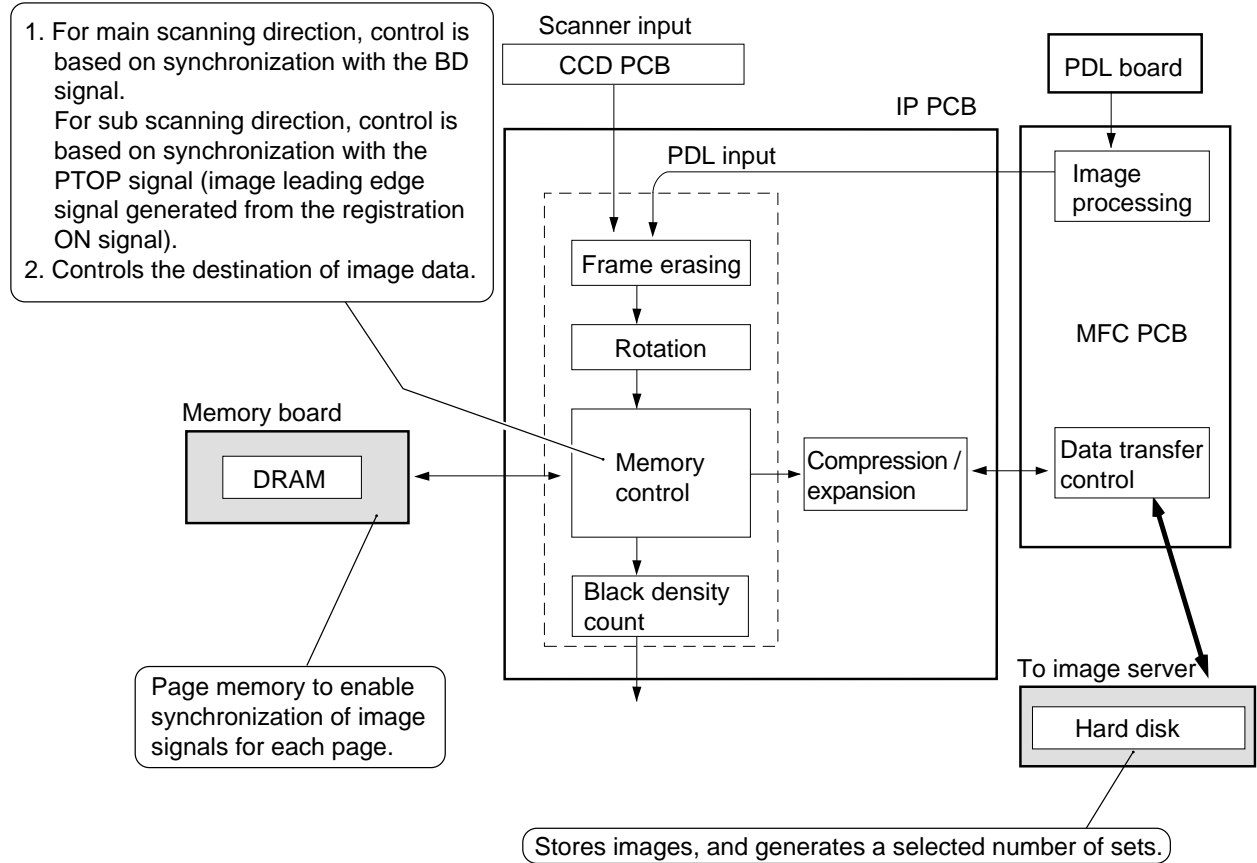 1. For main scanning direction, control is
based on synchronization with the BD
signal.
For sub scanning direction, control is
based on synchronization with the
PTOP signal (image leading edge
signal generated from the registration
ON signal).
2. Controls the destination of image data.
Scanner input
CCD PCB
PDL board
IP PCB
PDL input
Image
processing
Frame erasing
Rotation
MFC PCB
Memory board
DRAM
Memory
control
Compression /
expansion
Data transfer
control
Black density
count
Page memory to enable
synchronization of image
signals for each page.
To image server
Hard disk
Stores images, and generates a selected number of sets.